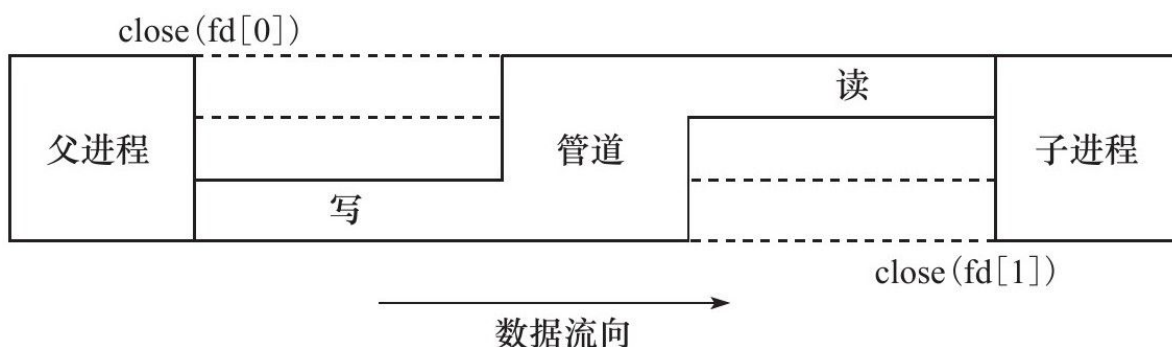 close(fd[0])
读
父进程
管道
子进程
写
close(fd[1])
数据流向